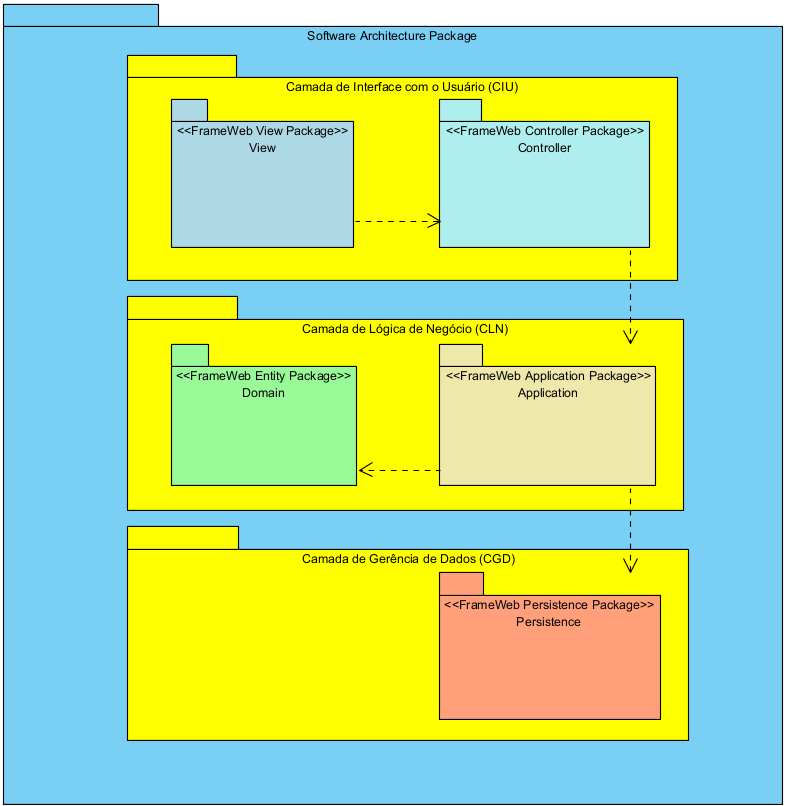 Software Architecture Package
Camada de Interface com o Usuário (CIU)
<<FrameWeb View Package>>
View
<<FrameWeb Controller Package>>
Controller
Camada de Lógica de Negócio (CLN)
<<FrameWeb Entity Package>>
Domain
<<FrameWeb Application Package>>
Application
Camada de Gerência de Dados (CGD)
<<FrameWeb Persistence Package>>
Persistence